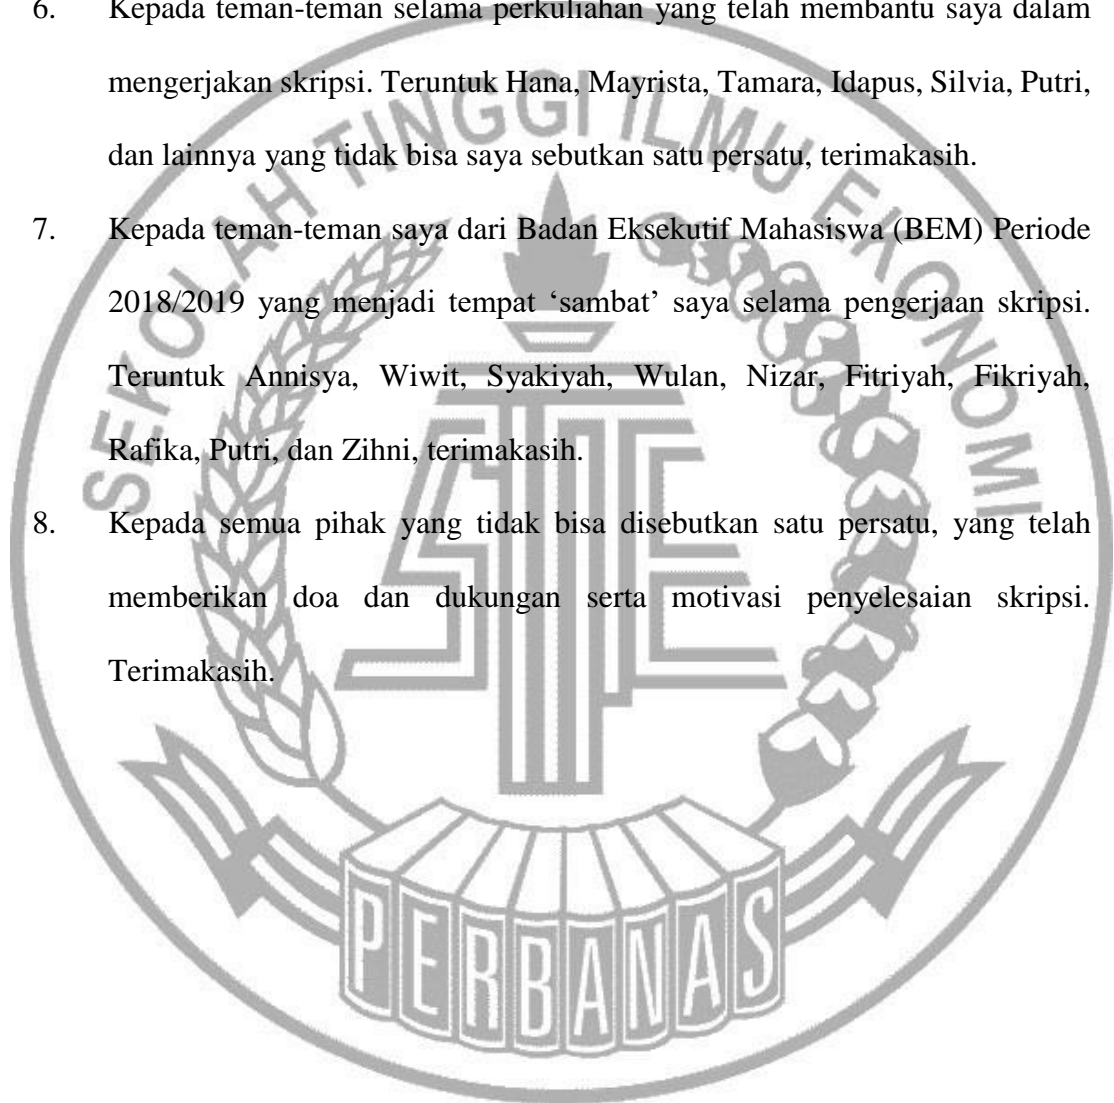 6. Kepada teman-teman selama perkuliahan yang telah membantu saya dalam
mengerjakan skripsi. Teruntuk Hana, Mayrista, Tamara, Idapus, Silvia, Putri,
dan lainnya yang tidak bisa saya sebutkan satu persatu, terimakasih.
7. Kepada teman-teman saya dari Badan Eksekutif Mahasiswa (BEM) Periode
2018/2019 yang menjadi tempat ‘sambat’ saya selama pengerjaan skripsi.
Teruntuk Annisya, Wiwit, Syakiyah, Wulan, Nizar, Fitriyah, Fikriyah,
Rafika, Putri, dan Zihni, terimakasih.
8. Kepada semua pihak yang tidak bisa disebutkan satu persatu, yang telah
memberikan doa dan dukungan serta motivasi penyelesaian skripsi.
Terimakasih.
SEKOLAH TINGGI ILMU EKONOMI
STIE
PERBANAS